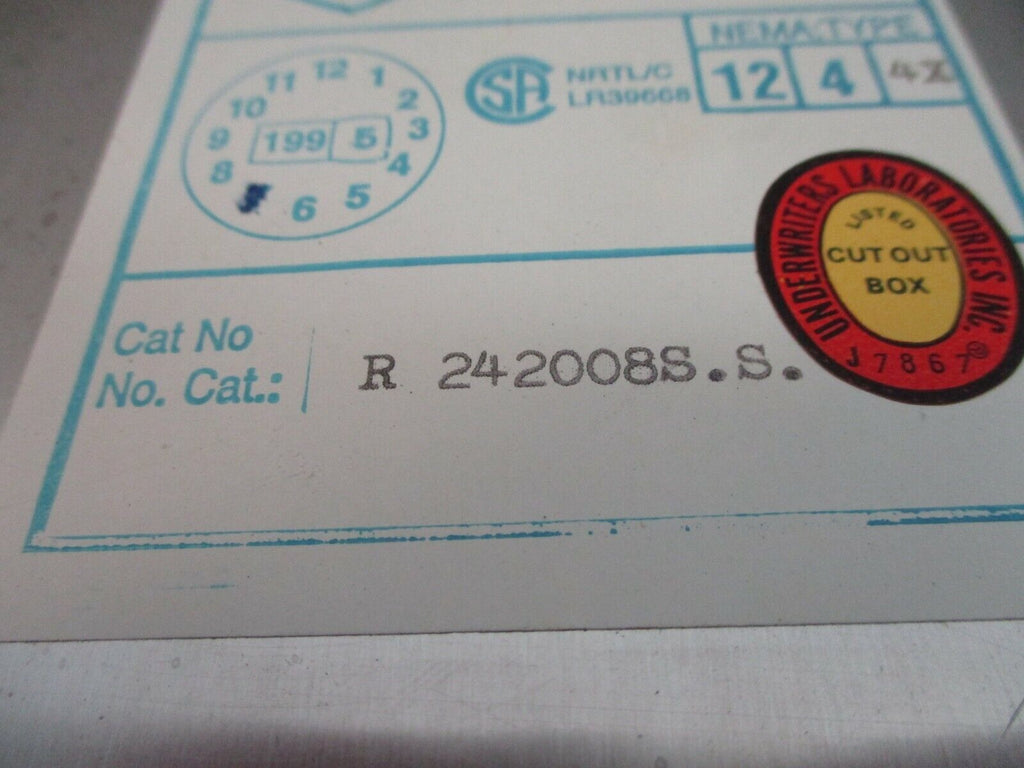 NEMA TYPE
12 4 4X
CSA NRTL/C
LR39668
11 12 1
10 2
9 199 5 3
8 4
6 5
UNDERWRITERS LABORATORIES INC.
LISTED
CUT OUT
BOX
J7867
Cat No
No. Cat.:
R 242008S.S.